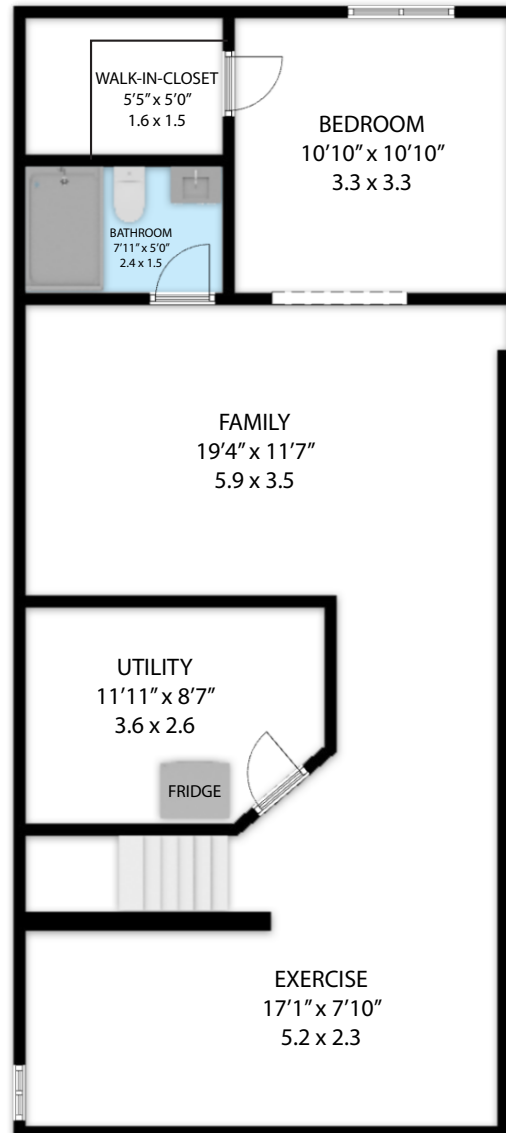 WALK-IN-CLOSET
5’5” x 5’0”
1.6 x 1.5
BEDROOM
10’10” x 10’10”
3.3 x 3.3
BATHROOM
7’11” x 5’0”
2.4 x 1.5
FAMILY
19’4” x 11’7”
5.9 x 3.5
UTILITY
11’11” x 8’7”
3.6 x 2.6
FRIDGE
EXERCISE
17’1” x 7’10”
5.2 x 2.3